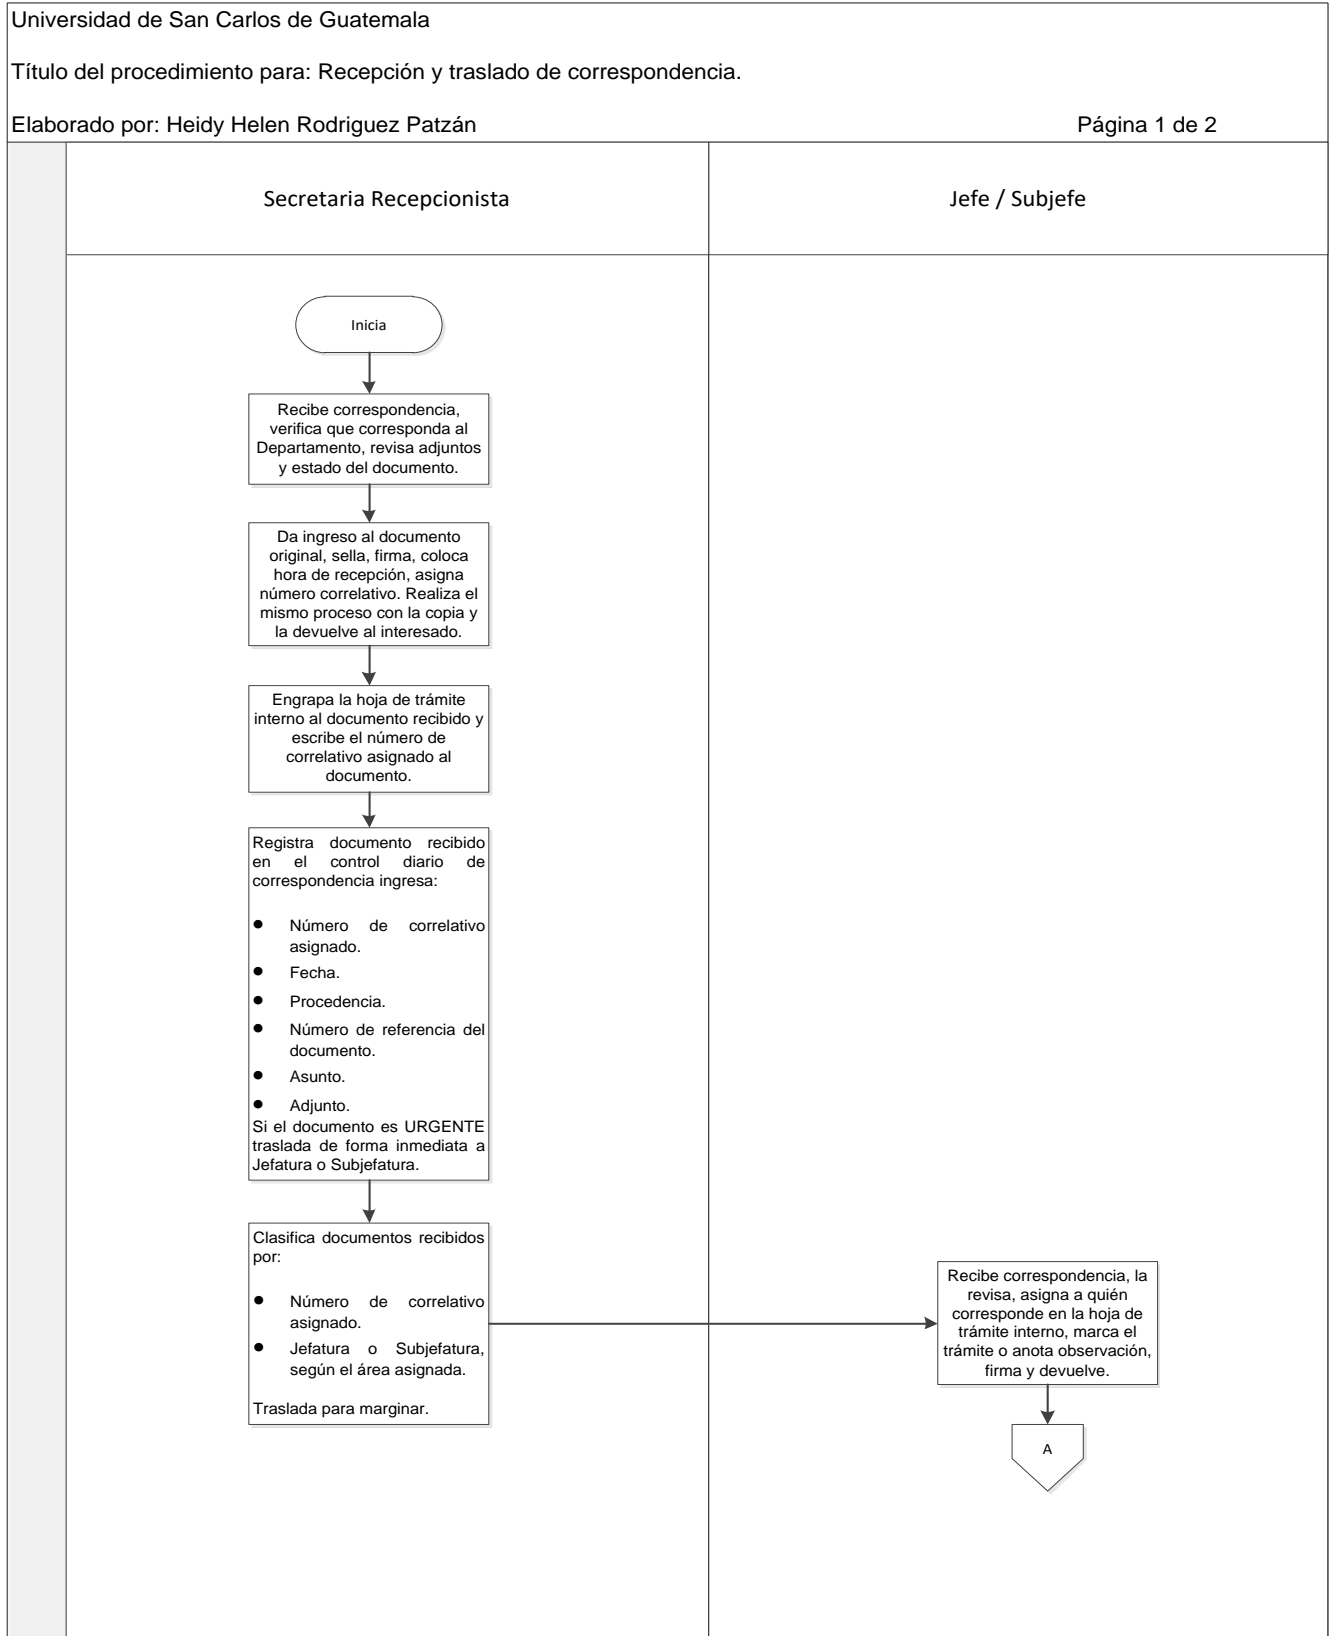 Universidad de San Carlos de Guatemala
Título del procedimiento para: Recepción y traslado de correspondencia.
Elaborado por: Heidy Helen Rodriguez Patzán
Página 1 de 2
Secretaria Recepcionista
Jefe / Subjefe
Inicia
Recibe correspondencia,
verifica que corresponda al
Departamento, revisa adjuntos
y estado del documento.
Da ingreso al documento
original, sella, firma, coloca
hora de recepción, asigna
número correlativo. Realiza el
mismo proceso con la copia y
la devuelve al interesado.
Engrapa la hoja de trámite
interno al documento recibido y
escribe el número de
correlativo asignado al
documento.
Registra documento recibido
en el control diario de
correspondencia ingresa:
● Número de correlativo
asignado.
● Fecha.
● Procedencia.
● Número de referencia del
documento.
● Asunto.
● Adjunto.
Si el documento es URGENTE
traslada de forma inmediata a
Jefatura o Subjefatura.
Clasifica documentos recibidos
por:
● Número de correlativo
asignado.
● Jefatura o Subjefatura,
según el área asignada.
Traslada para marginar.
Recibe correspondencia, la
revisa, asigna a quién
corresponde en la hoja de
trámite interno, marca el
trámite o anota observación,
firma y devuelve.
A